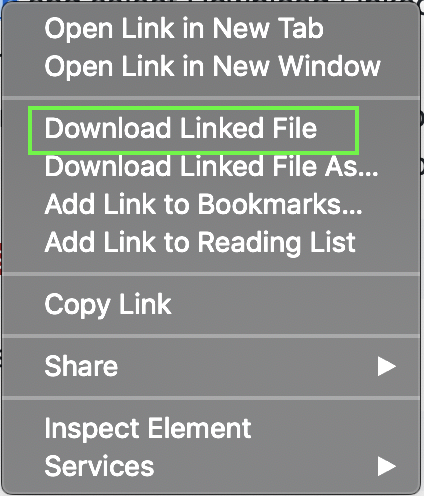 Open Link in New Tab
Open Link in New Window
Download Linked File
Download Linked File As...
Add Link to Bookmarks...
Add Link to Reading List
Copy Link
Share
Inspect Element
Services